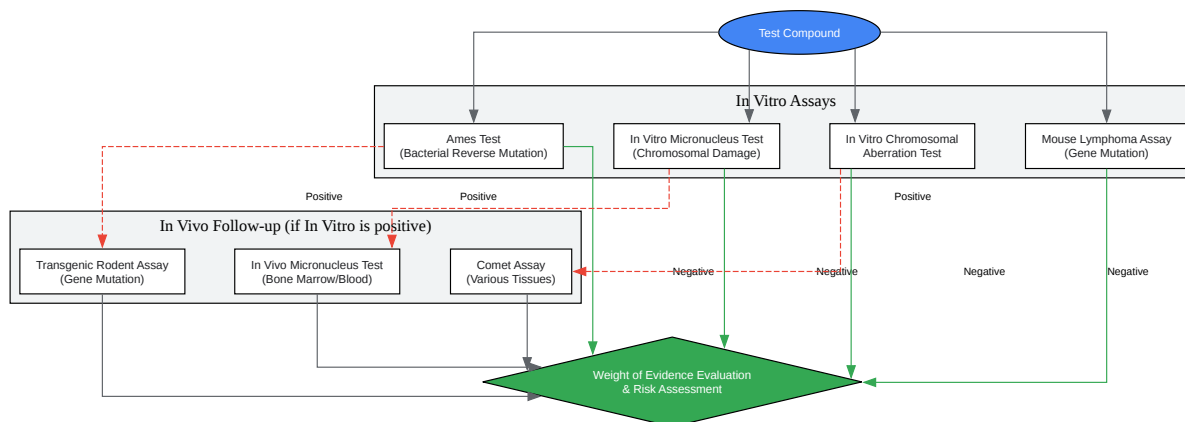 Test Compound
In Vitro Assays
Ames Test
(Bacterial Reverse Mutation)
In Vitro Micronucleus Test
(Chromosomal Damage)
In Vitro Chromosomal
Aberration Test
Mouse Lymphoma Assay
(Gene Mutation)
Positive
Positive
Positive
In Vivo Follow-up (if In Vitro is positive)
Transgenic Rodent Assay
(Gene Mutation)
In Vivo Micronucleus Test
(Bone Marrow/Blood)
Comet Assay
(Various Tissues)
Negative
Negative
Negative
Negative
Weight of Evidence Evaluation
& Risk Assessment